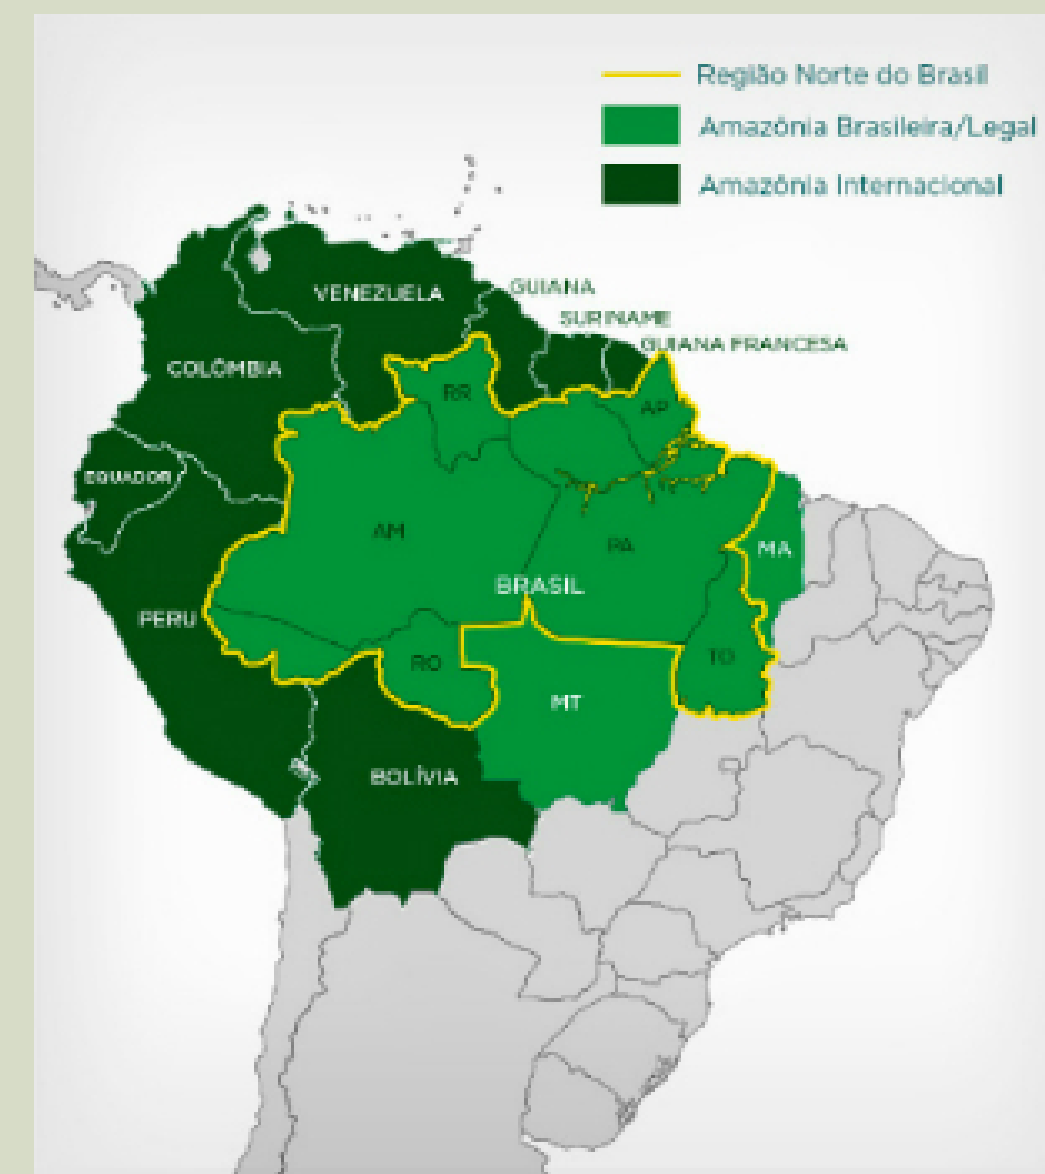 Região Norte do Brasil
Amazônia Brasileira/Legal
Amazônia Internacional
VENEZUELA
GUIANA
SURINAME
GUIANA FRANCESA
COLÔMBIA
RR
AP
EQUADOR
AM
PA
MA
BRASIL
PERU
RO
TO
MT
BOLÍVIA